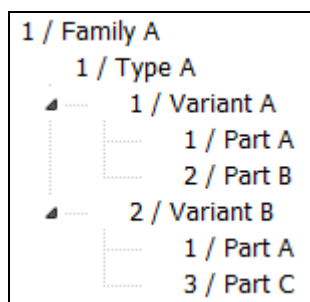 1 / Family A
1 / Type A
1 / Variant A
1 / Part A
2 / Part B
2 / Variant B
1 / Part A
3 / Part C